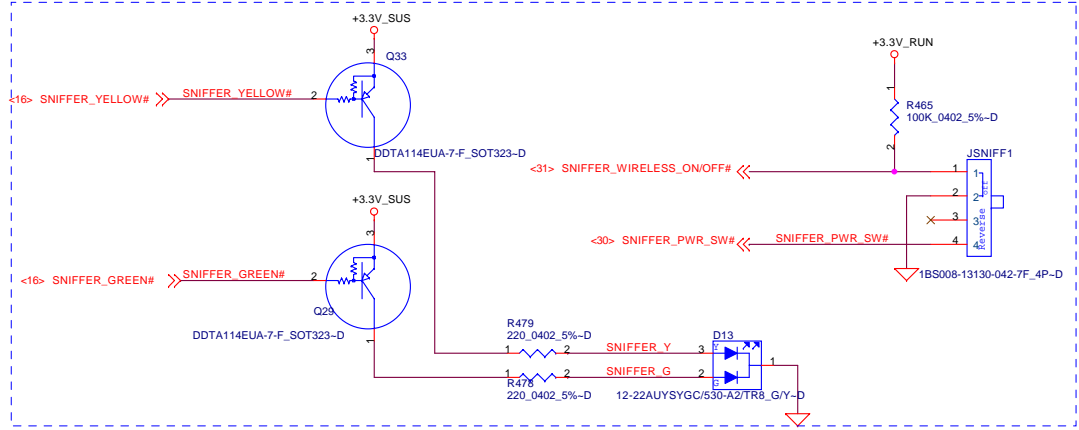 +3.3V_SUS
3
Q33
<16> SNIFFER_YELLOW#
SNIFFER_YELLOW#
2
1
DDTA114EUA-7-F_SOT323~D
+3.3V_SUS
3
<16> SNIFFER_GREEN#
SNIFFER_GREEN#
2
Q29
DDTA114EUA-7-F_SOT323~D
1
R479
220_0402_5%~D
1
2
SNIFFER_Y
3
R478
220_0402_5%~D
1
2
SNIFFER_G
2
D13
Y
G
1
12-22AUYSYGC/530-A2/TR8_G/Y~D
+3.3V_RUN
1
R465
100K_0402_5%~D
2
<31> SNIFFER_WIRELESS_ON/OFF#
JSNIFF1
1
2
3
4
1
2
3
4
off
Reverse
<30> SNIFFER_PWR_SW#
SNIFFER_PWR_SW#
1BS008-13130-042-7F_4P~D